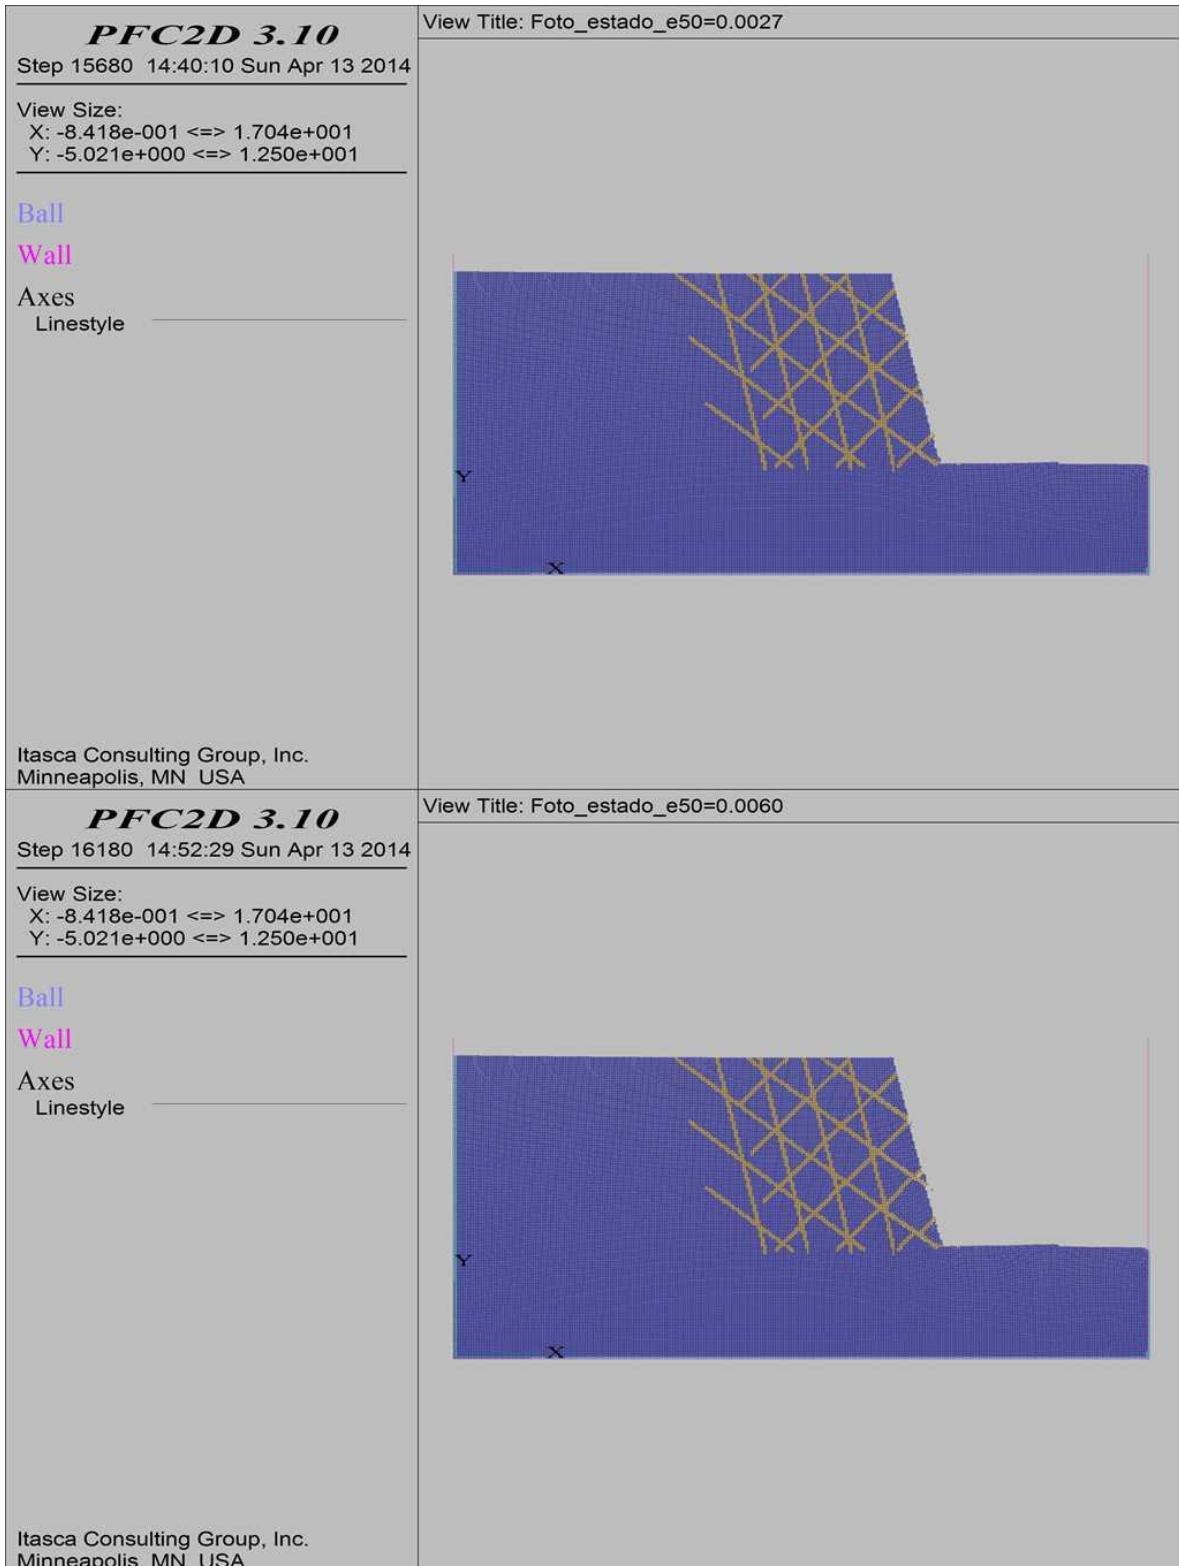 PFC2D 3.10
Step 15680 14:40:10 Sun Apr 13 2014
View Size:
X: -8.418e-001 <=> 1.704e+001
Y: -5.021e+000 <=> 1.250e+001
Ball
Wall
Axes
Linestyle
Itasca Consulting Group, Inc.
Minneapolis, MN USA
View Title: Foto_estado_e50=0.0027
Y
X
PFC2D 3.10
Step 16180 14:52:29 Sun Apr 13 2014
View Size:
X: -8.418e-001 <=> 1.704e+001
Y: -5.021e+000 <=> 1.250e+001
Ball
Wall
Axes
Linestyle
Itasca Consulting Group, Inc.
Minneapolis, MN USA
View Title: Foto_estado_e50=0.0060
Y
X